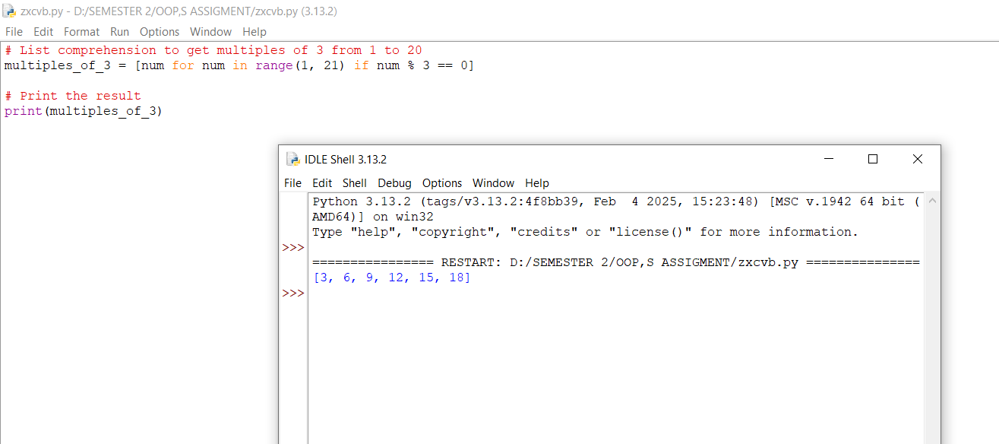 zxcvb.py - D:/SEMESTER 2/OOP,S ASSIGMENT/zxcvb.py (3.13.2)
File Edit Format Run Options Window Help
# List comprehension to get multiples of 3 from 1 to 20
multiples_of_3 = [num for num in range(1, 21) if num % 3 == 0]
# Print the result
print(multiples_of_3)
IDLE Shell 3.13.2
File Edit Shell Debug Options Window Help
Python 3.13.2 (tags/v3.13.2:4f8bb39, Feb  4 2025, 15:23:48) [MSC v.1942 64 bit (
AMD64)] on win32
Type "help", "copyright", "credits" or "license()" for more information.
>>>
================ RESTART: D:/SEMESTER 2/OOP,S ASSIGMENT/zxcvb.py ===============
[3, 6, 9, 12, 15, 18]
>>>